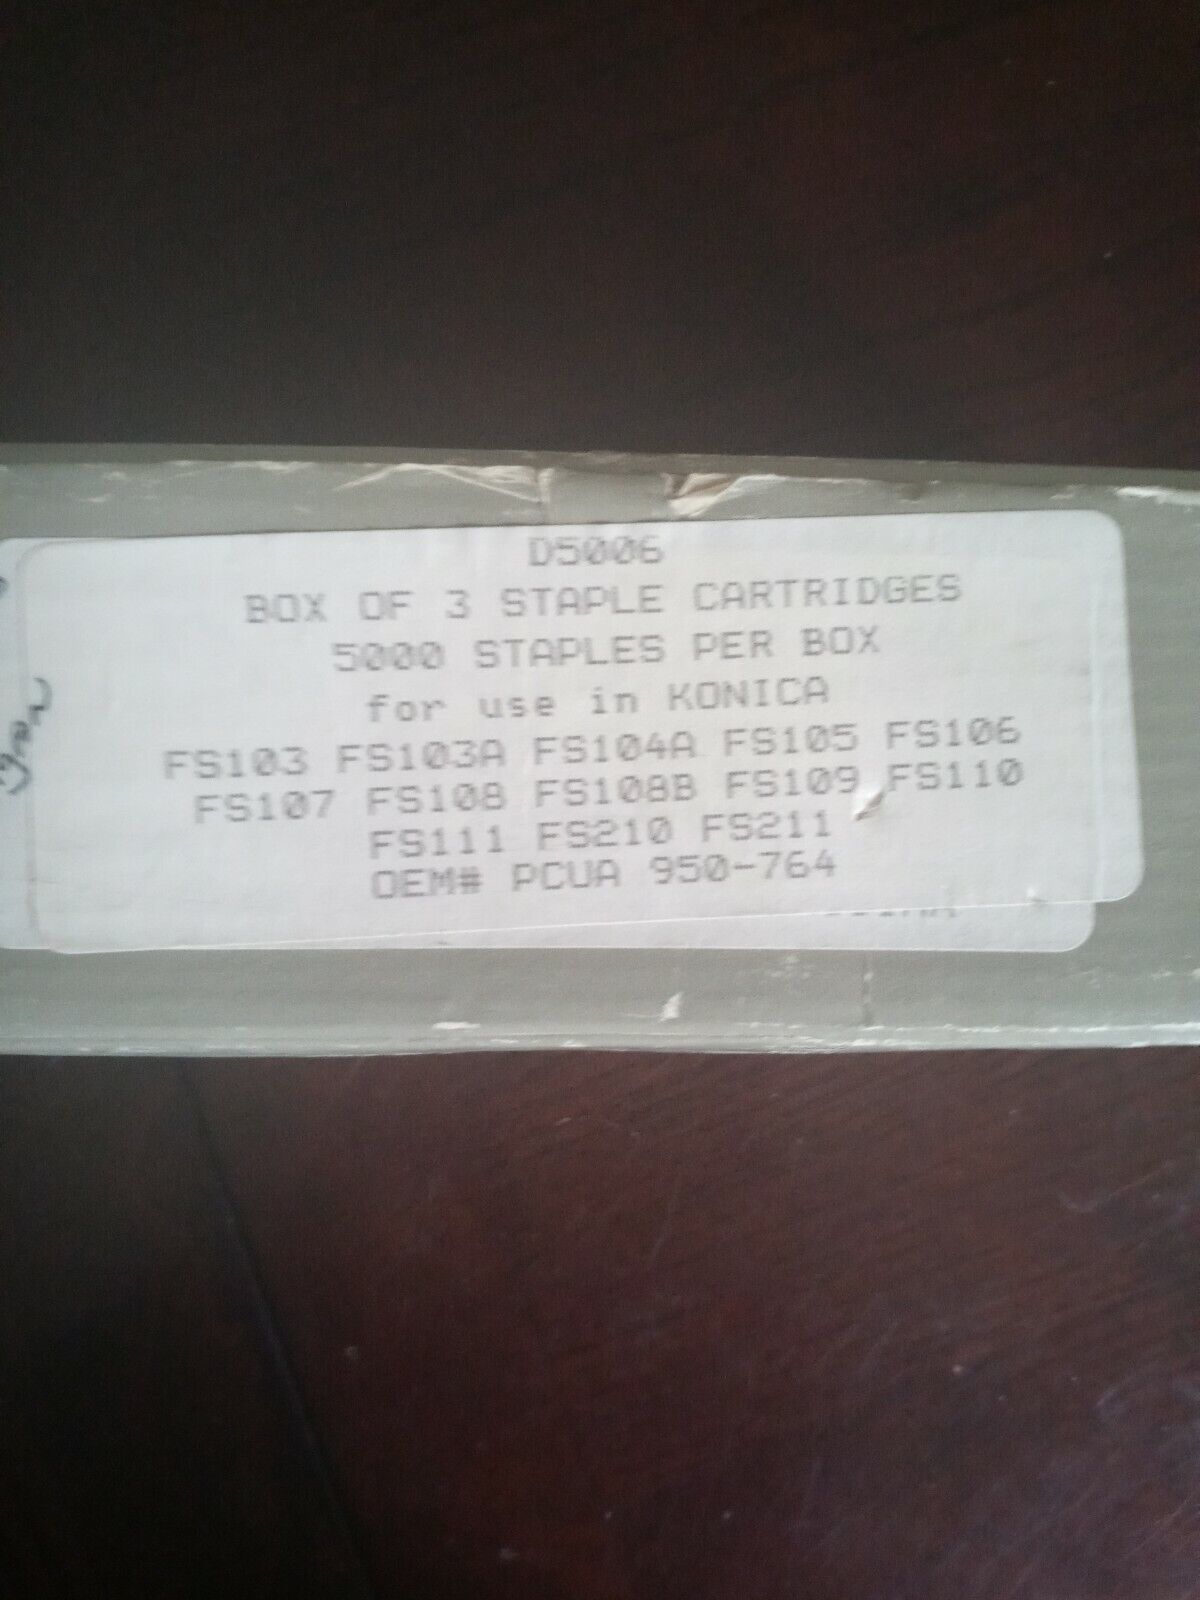 D5006
BOX OF 3 STAPLE CARTRIDGES
5000 STAPLES PER BOX
for use in KONICA
FS103 FS103A FS104A FS105 FS106
FS107 FS108 FS108B FS109 FS110
FS111 FS210 FS211
OEM# PCUA 950-764